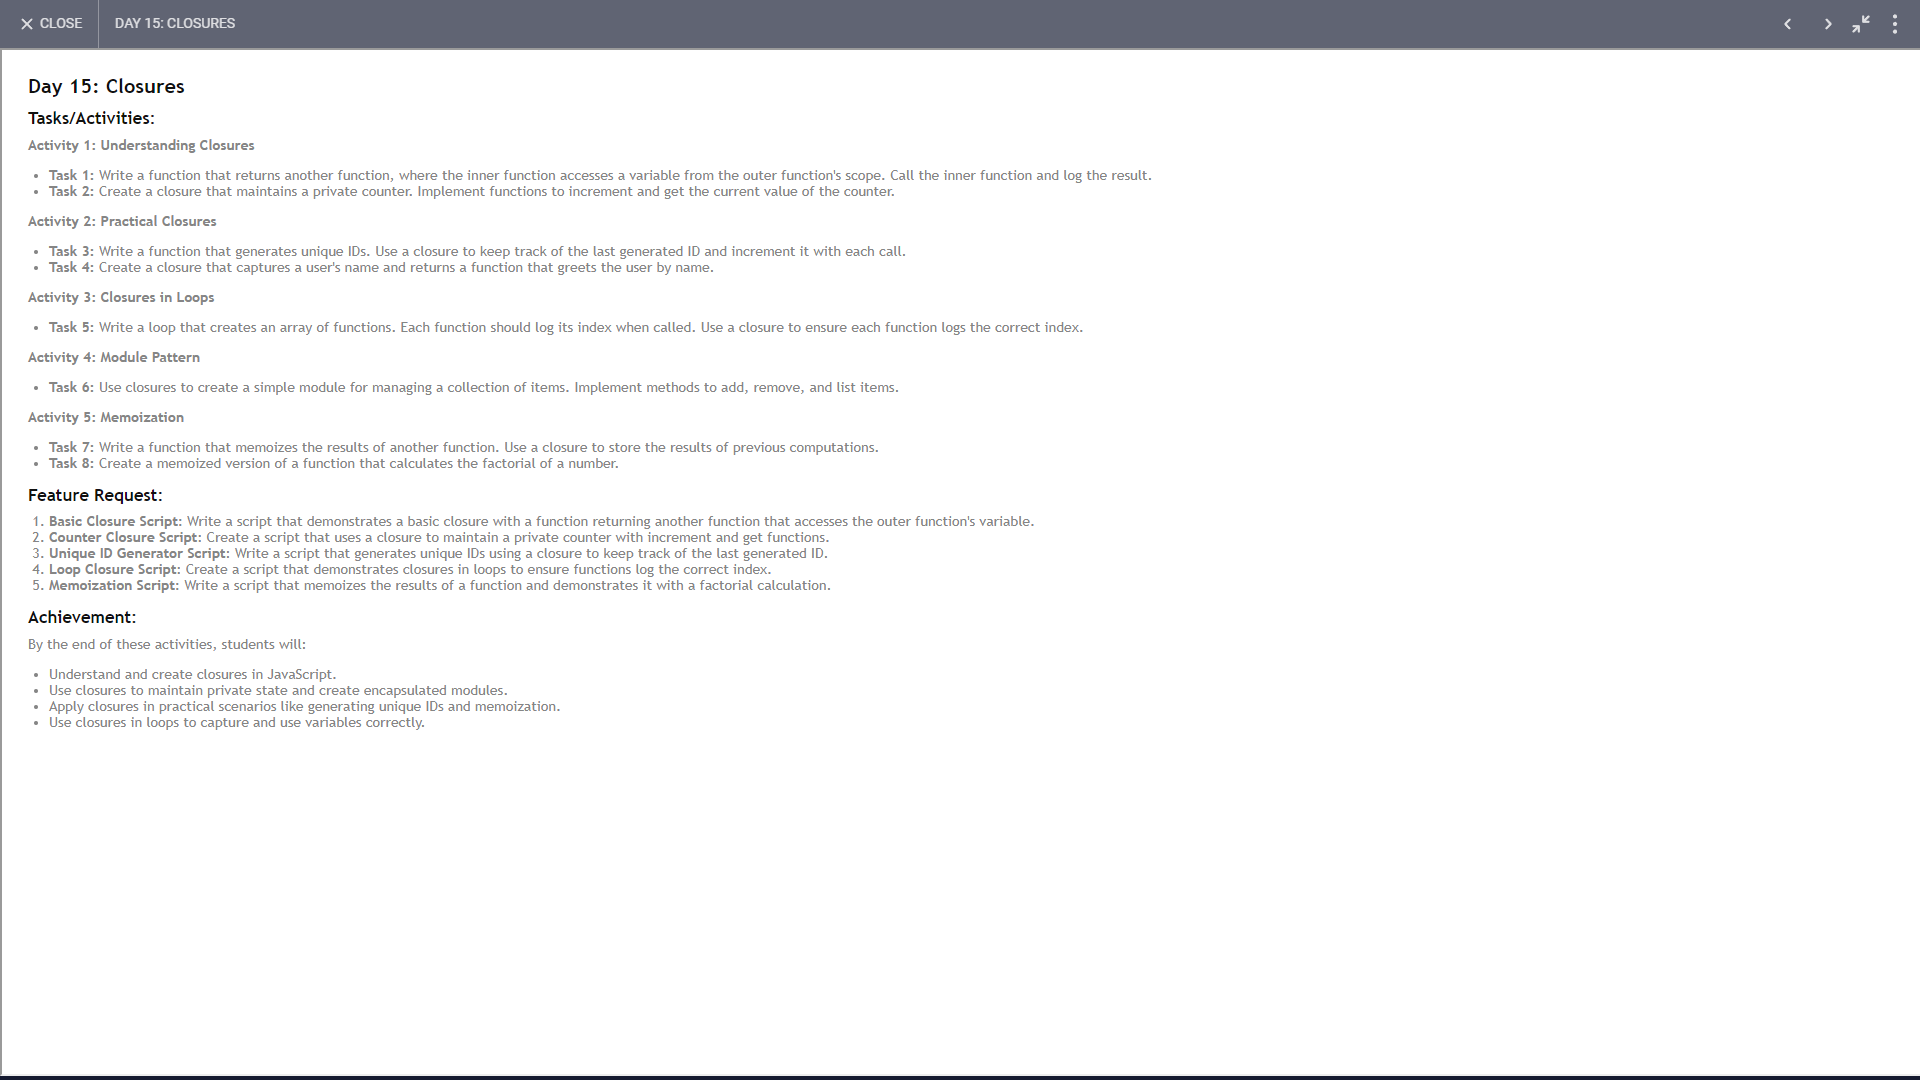 CLOSE
DAY 15: CLOSURES
Day 15: Closures
Tasks/Activities:
Activity 1: Understanding Closures
• Task 1: Write a function that returns another function, where the inner function accesses a variable from the outer function's scope. Call the inner function and log the result.
• Task 2: Create a closure that maintains a private counter. Implement functions to increment and get the current value of the counter.
Activity 2: Practical Closures
• Task 3: Write a function that generates unique IDs. Use a closure to keep track of the last generated ID and increment it with each call.
• Task 4: Create a closure that captures a user's name and returns a function that greets the user by name.
Activity 3: Closures in Loops
• Task 5: Write a loop that creates an array of functions. Each function should log its index when called. Use a closure to ensure each function logs the correct index.
Activity 4: Module Pattern
• Task 6: Use closures to create a simple module for managing a collection of items. Implement methods to add, remove, and list items.
Activity 5: Memoization
• Task 7: Write a function that memoizes the results of another function. Use a closure to store the results of previous computations.
• Task 8: Create a memoized version of a function that calculates the factorial of a number.
Feature Request:
1. Basic Closure Script: Write a script that demonstrates a basic closure with a function returning another function that accesses the outer function's variable.
2. Counter Closure Script: Create a script that uses a closure to maintain a private counter with increment and get functions.
3. Unique ID Generator Script: Write a script that generates unique IDs using a closure to keep track of the last generated ID.
4. Loop Closure Script: Create a script that demonstrates closures in loops to ensure functions log the correct index.
5. Memoization Script: Write a script that memoizes the results of a function and demonstrates it with a factorial calculation.
Achievement:
By the end of these activities, students will:
• Understand and create closures in JavaScript.
• Use closures to maintain private state and create encapsulated modules.
• Apply closures in practical scenarios like generating unique IDs and memoization.
• Use closures in loops to capture and use variables correctly.